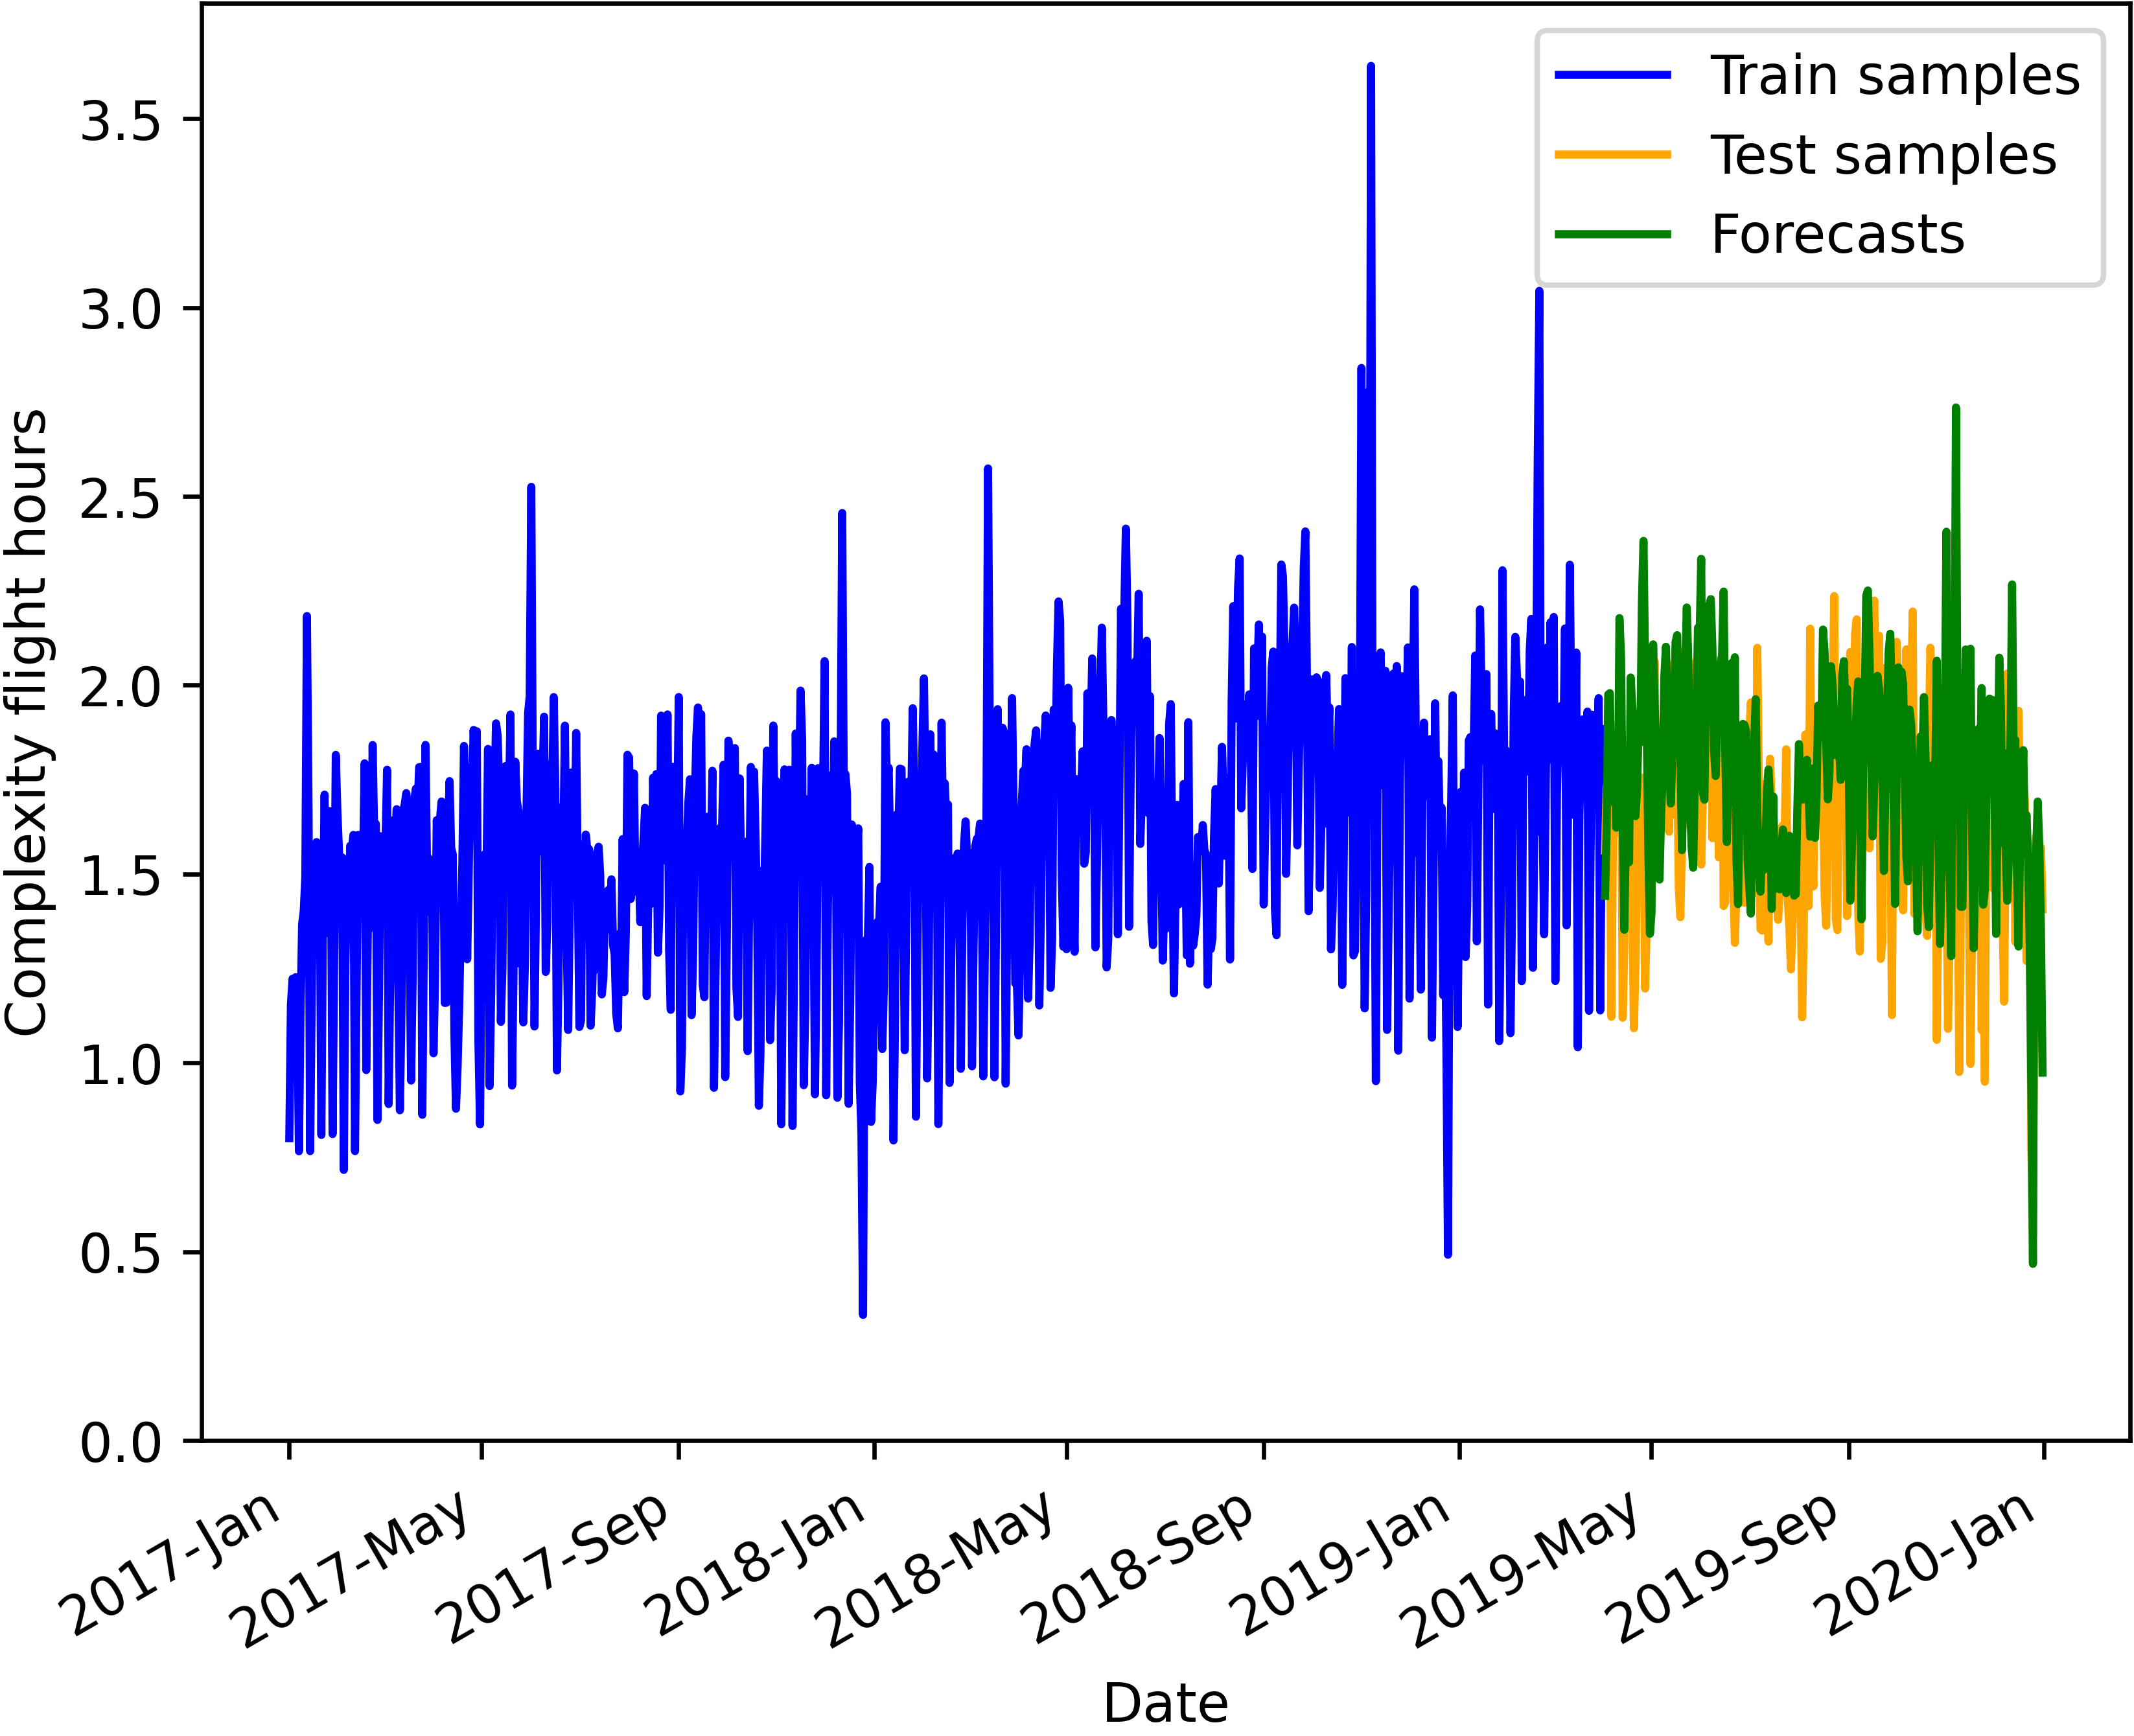 Train samples
Test samples
Forecasts
Complexity flight hours
3.5
3.0
2.5
2.0
1.5
1.0
0.5
0.0
2017-Jan
2017-May
2017-Sep
2018-Jan
2018-May
2018-Sep
2019-Jan
2019-May
2019-Sep
2020-Jan
Date